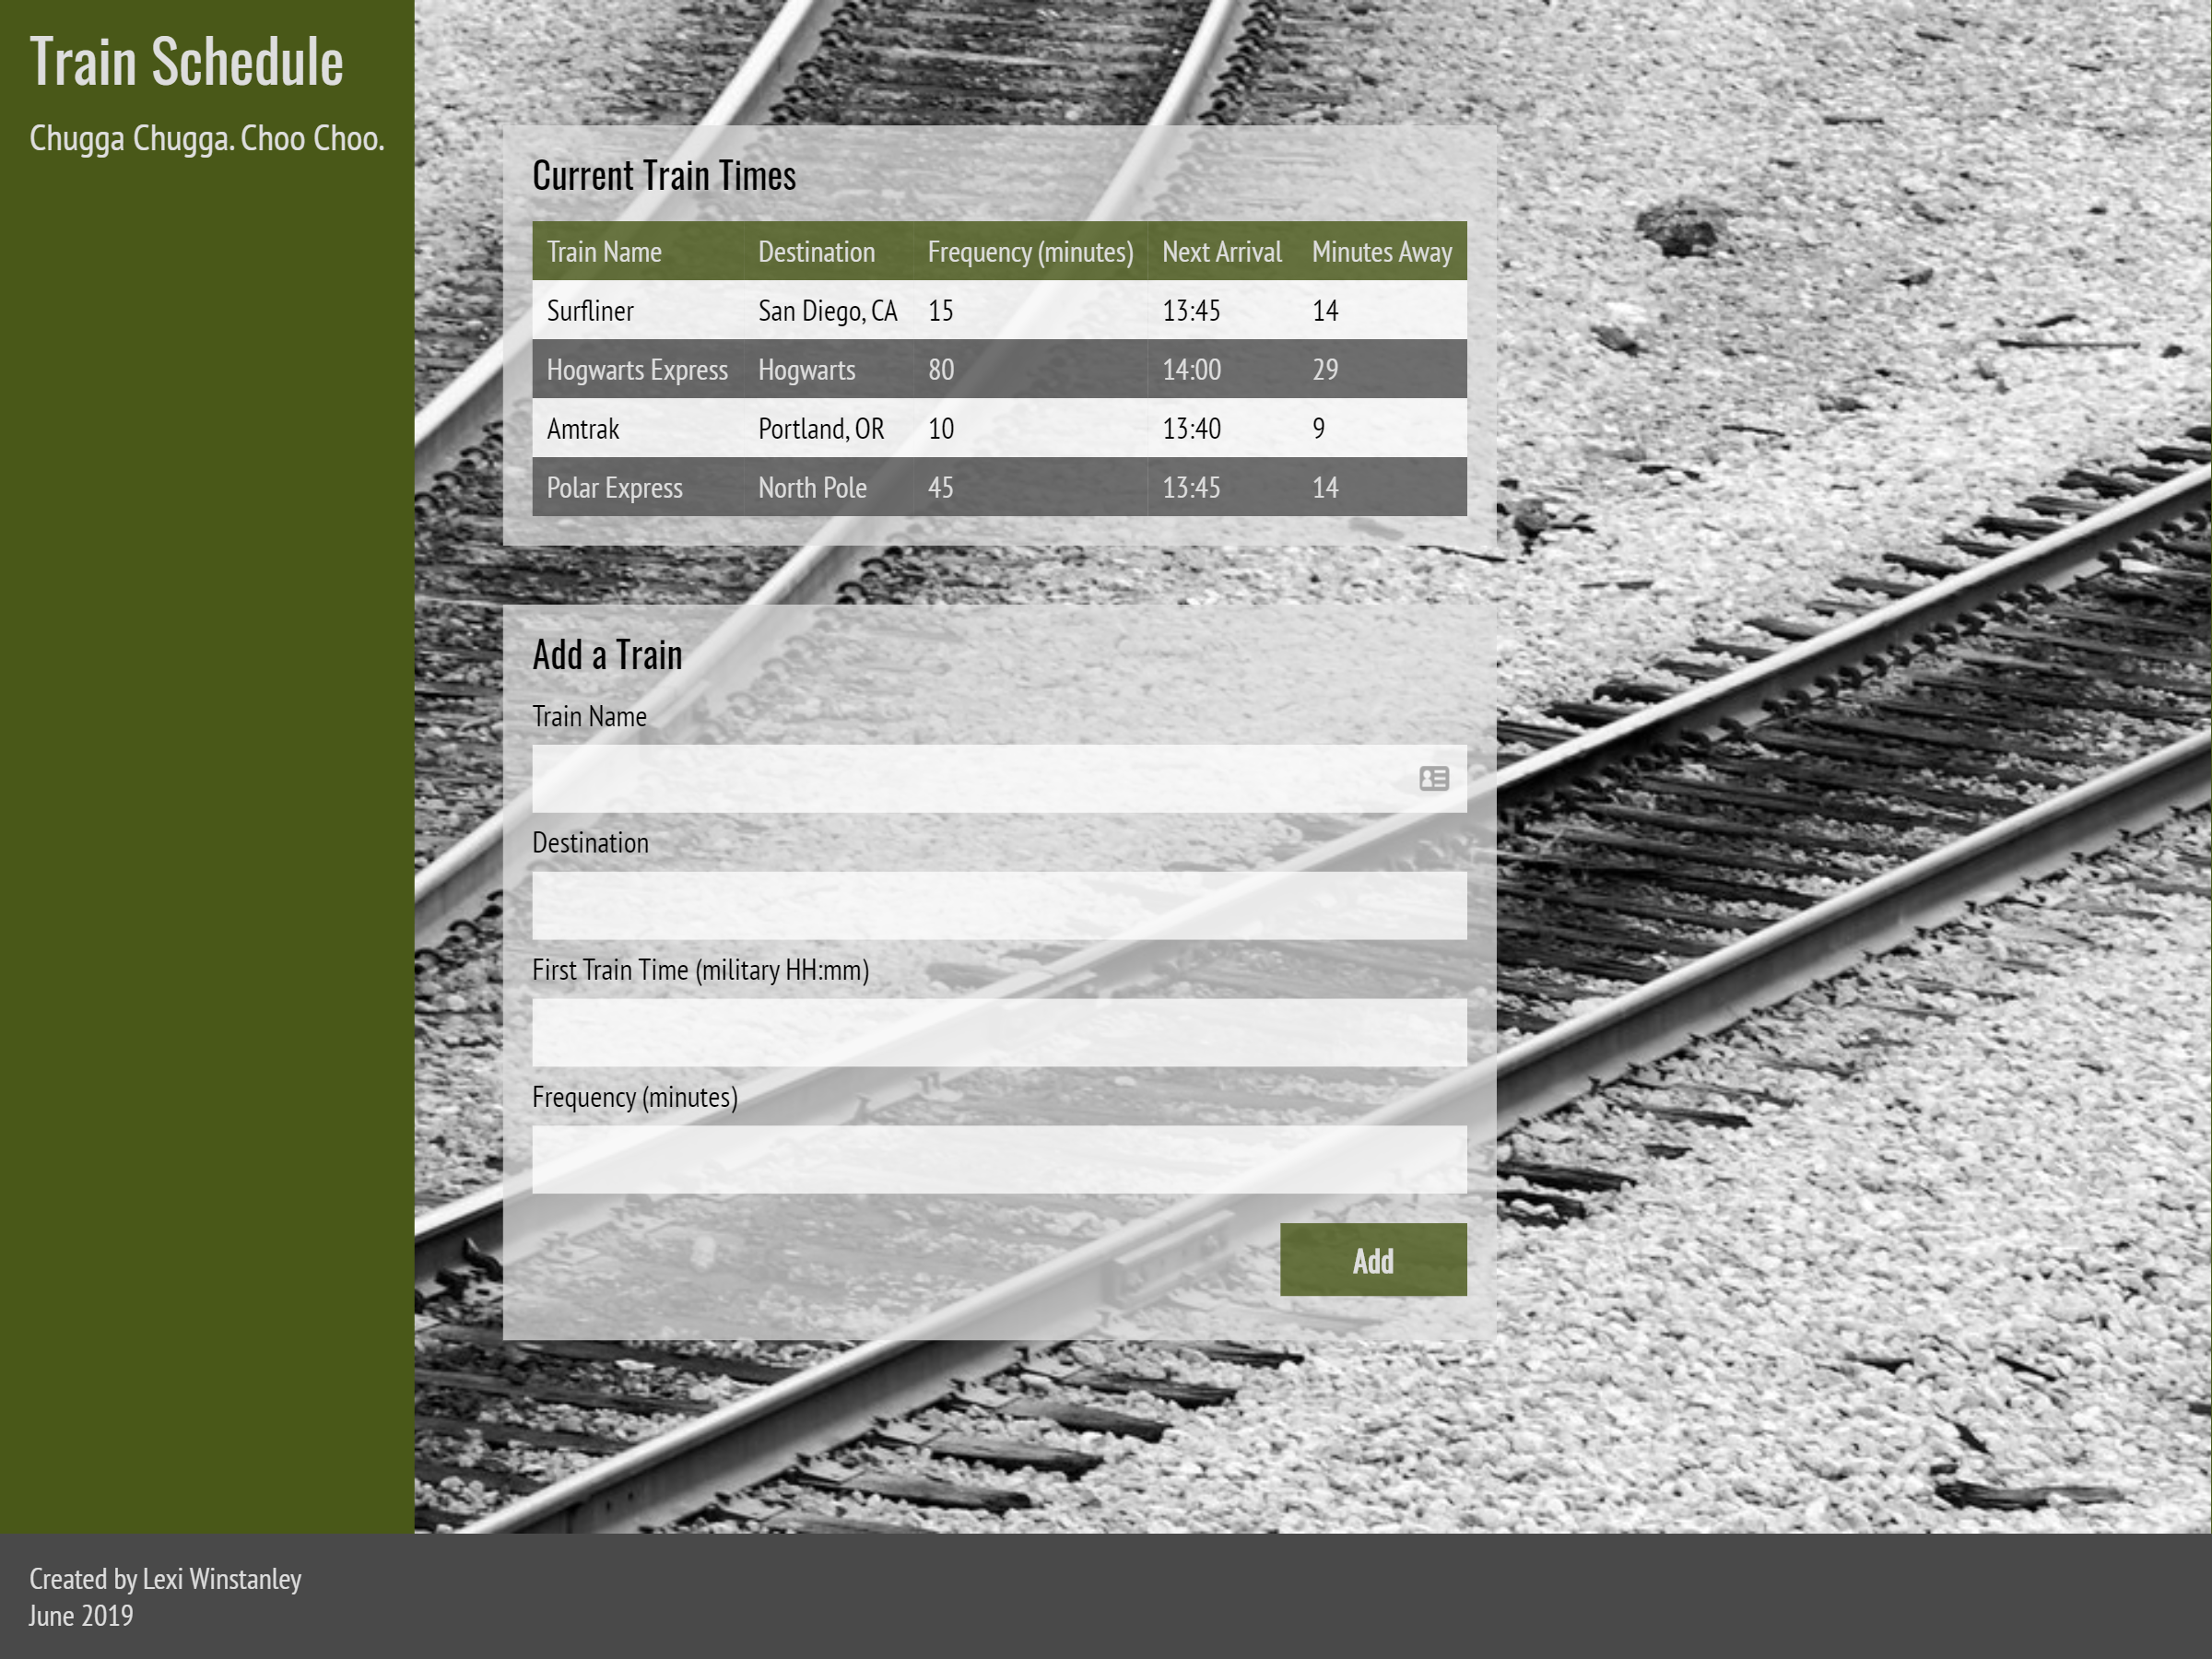 Train Schedule
Chugga Chugga. Choo Choo.
Current Train Times
Train Name Destination Frequency (minutes) Next Arrival Minutes Away
Surfliner San Diego, CA 15 13:45 14
Hogwarts Express Hogwarts 80 14:00 29
Amtrak Portland, OR 10 13:40 9
Polar Express North Pole 45 13:45 14
Add a Train
Train Name
Destination
First Train Time (military HH:mm)
Frequency (minutes)
Add
Created by Lexi Winstanley
June 2019